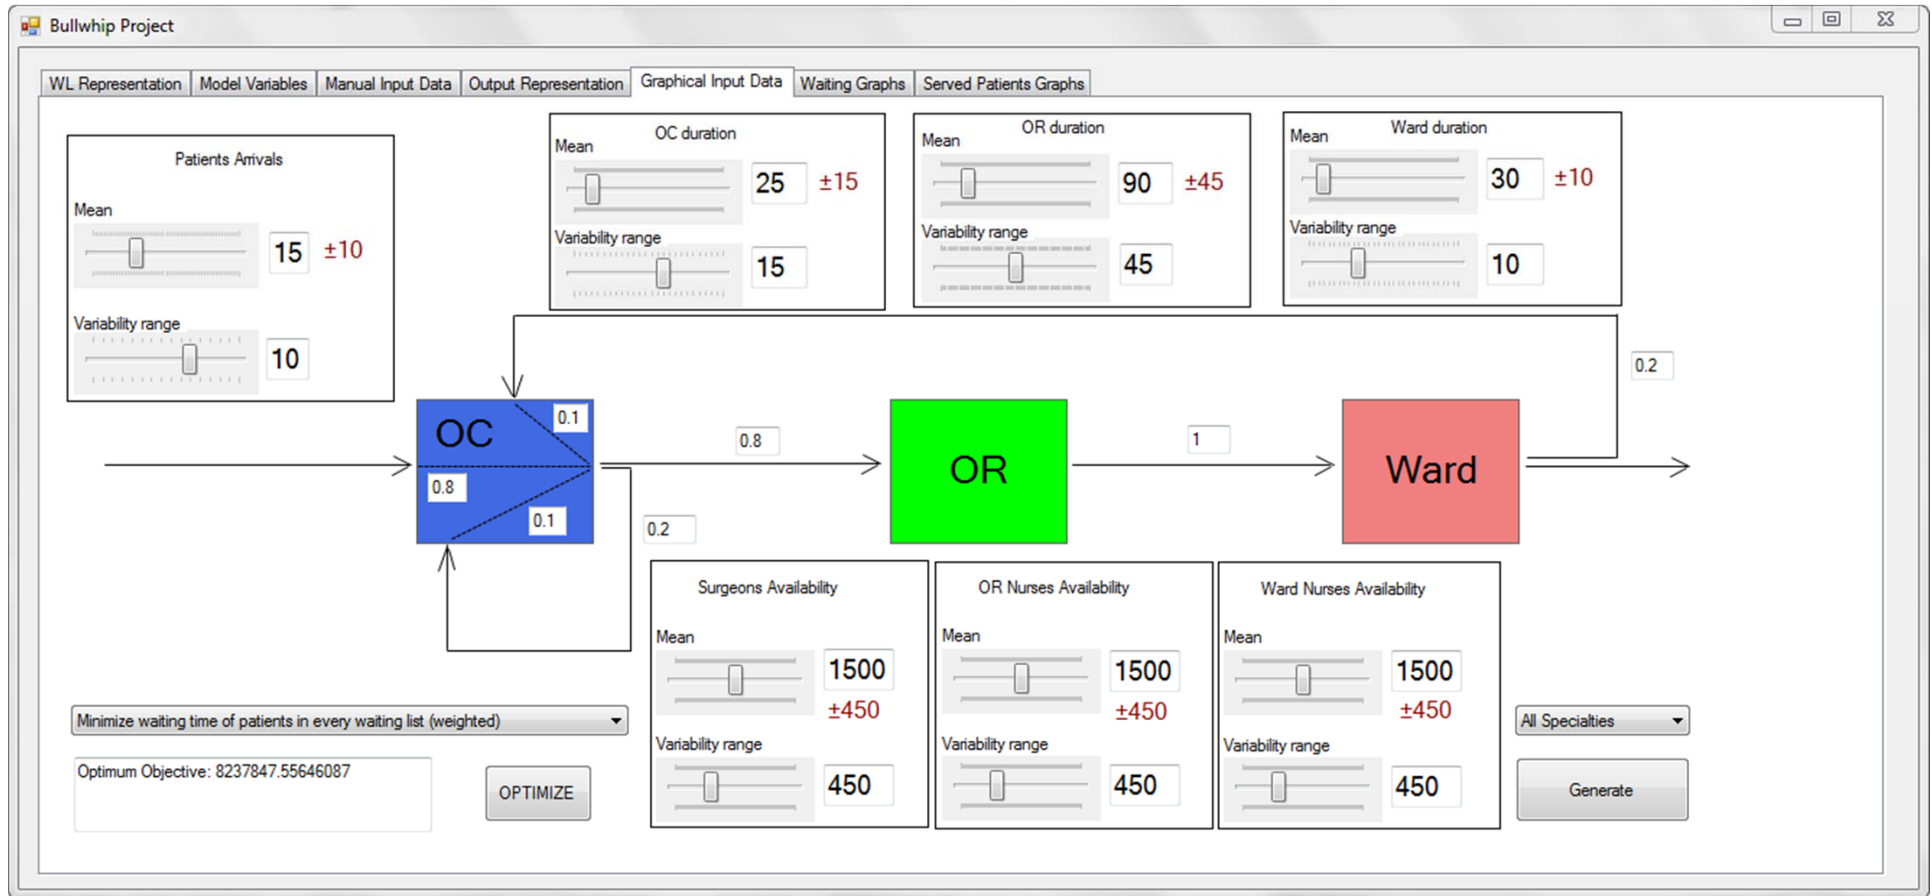 Bullwhip Project
WL Representation
Model Variables
Manual Input Data
Output Representation
Graphical Input Data
Waiting Graphs
Served Patients Graphs
Patients Arrivals
Mean
15
±10
Variability range
10
OC duration
Mean
25
±15
Variability range
15
OR duration
Mean
90
±45
Variability range
45
Ward duration
Mean
30
±10
Variability range
10
0.2
OC
0.1
0.8
0.1
0.8
0.2
OR
1
Ward
Surgeons Availability
Mean
1500
±450
Variability range
450
OR Nurses Availability
Mean
1500
±450
Variability range
450
Ward Nurses Availability
Mean
1500
±450
Variability range
450
Minimize waiting time of patients in every waiting list (weighted)
Optimum Objective: 8237847.55646087
OPTIMIZE
All Specialties
Generate